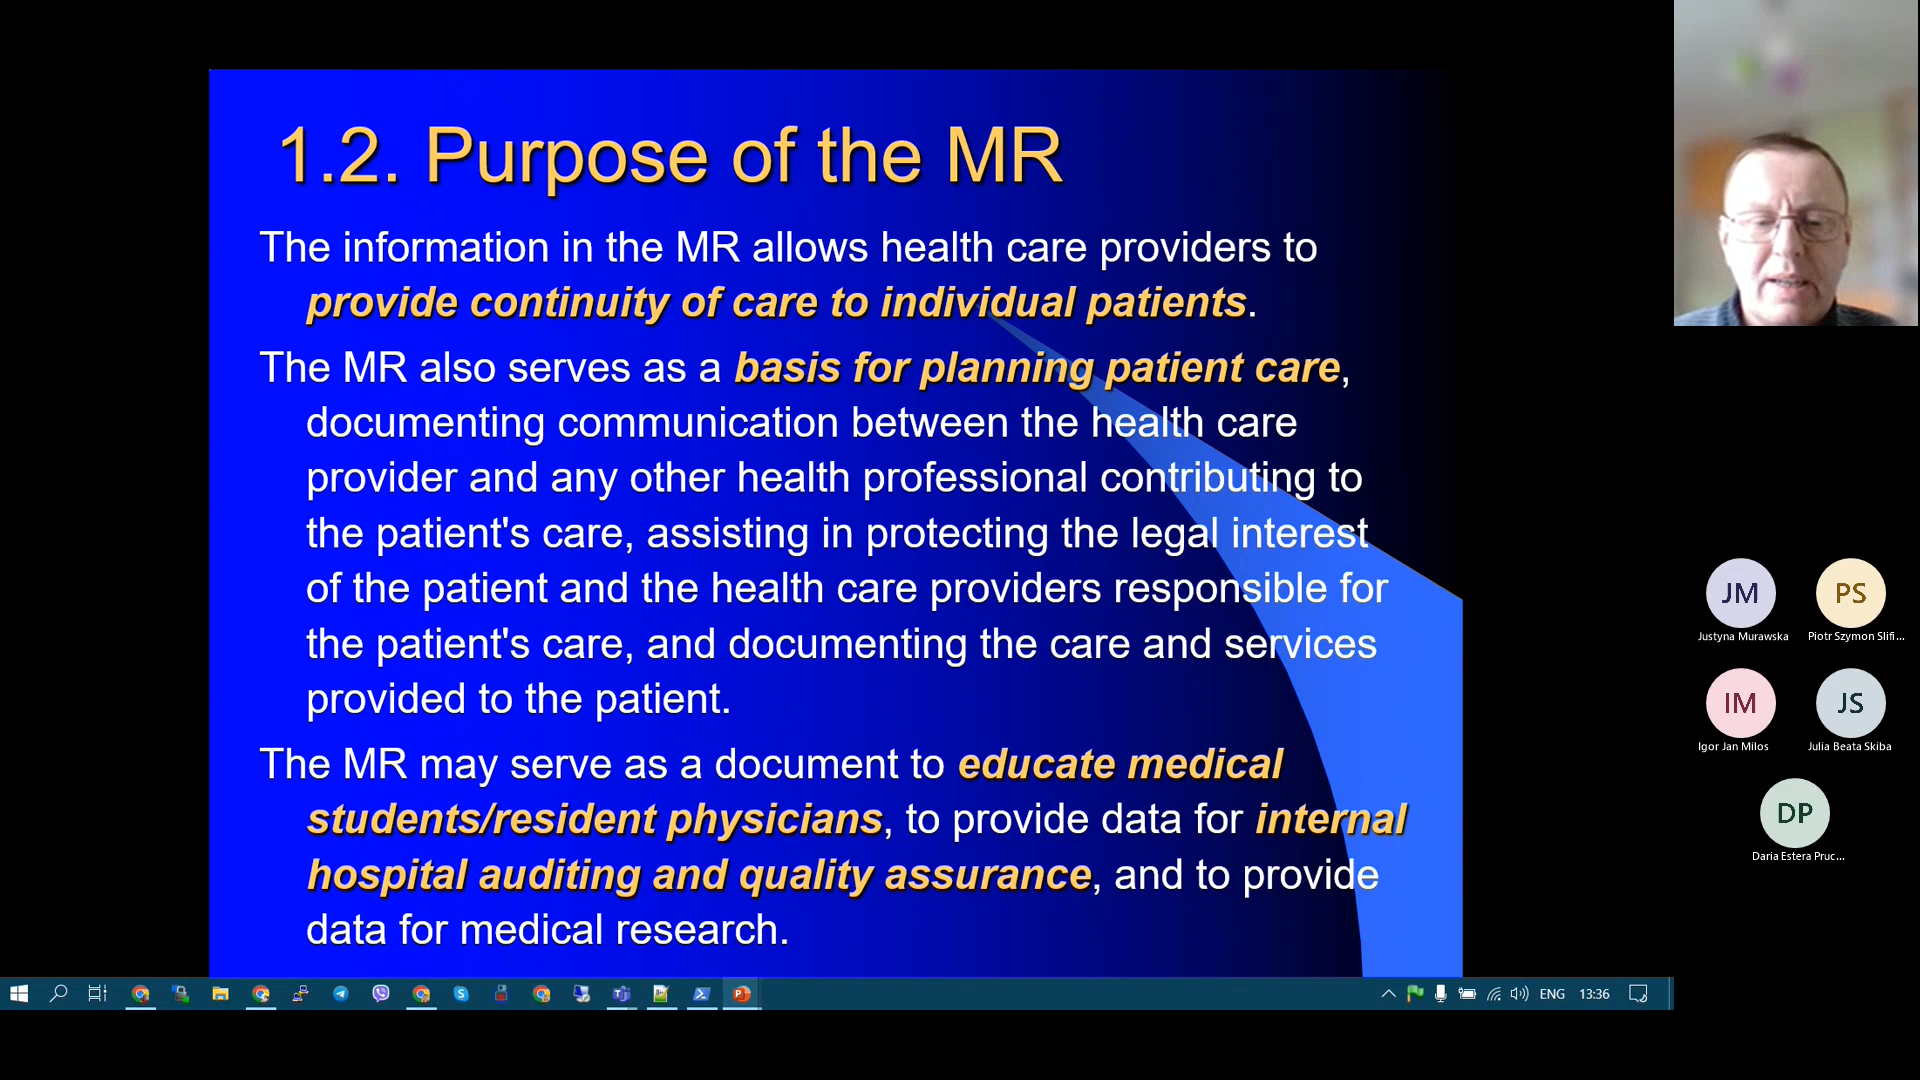 1.2. Purpose of the MR
The information in the MR allows health care providers to
provide continuity of care to individual patients.
The MR also serves as a basis for planning patient care,
documenting communication between the health care
provider and any other health professional contributing to
the patient's care, assisting in protecting the legal interest
of the patient and the health care providers responsible for
the patient's care, and documenting the care and services
provided to the patient.
The MR may serve as a document to educate medical
students/resident physicians, to provide data for internal
hospital auditing and quality assurance, and to provide
data for medical research.
JM
PS
Justyna Murawska
Piotr Szymon Slifi...
IM
JS
Igor Jan Milos
Julia Beata Skiba
DP
Daria Estera Pruc...
ENG
13:36